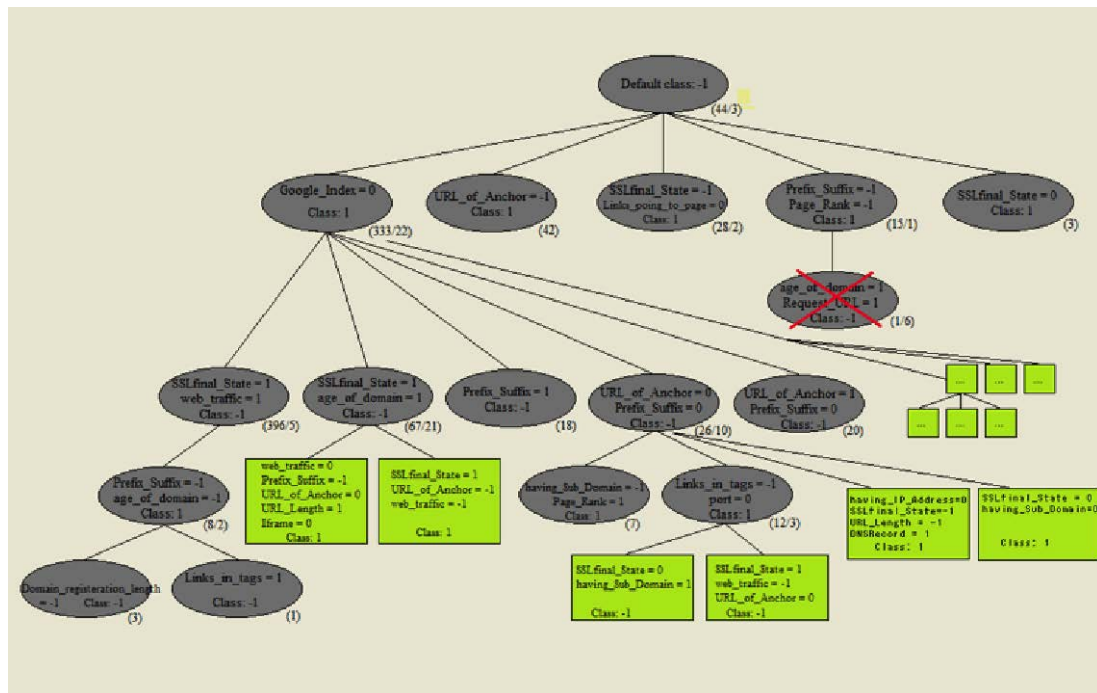 Default class: -1
(44/3)
Google_Index = 0
Class: 1
(333/22)
URL_of_Anchor = -1
Class: 1
(42)
SSLfinal_State = -1
Links_poing_to_page = 0
Class: 1
(28/2)
Prefix_Suffix = -1
Page_Rank = -1
Class: 1
(15/1)
SSLfinal_State = 0
Class: 1
(3)
age_of_domain = 1
Request_URL = 1
Class: -1
(1/6)
SSLfinal_State = 1
web_traffic = 1
Class: -1
(396/5)
SSLfinal_State = 1
age_of_domain = 1
Class: -1
(67/21)
Prefix_Suffix = 1
Class: -1
(18)
URL_of_Anchor = 0
Prefix_Suffix = 0
Class: -1
(26/10)
URL_of_Anchor = 1
Prefix_Suffix = 0
Class: -1
(20)
...
...
...
...
...
...
Prefix_Suffix = -1
age_of_domain = -1
Class: 1
(8/2)
web_traffic = 0
Prefix_Suffix = -1
URL_of_Anchor = 0
URL_Length = 1
Iframe = 0
Class: 1
SSLfinal_State = 1
URL_of_Anchor = -1
web_traffic = -1
Class: 1
having_Sub_Domain = -1
Page_Rank = 1
Class: 1
(7)
Links_in_tags = -1
port = 0
Class: 1
(12/3)
having_IP_Address=0
SSLfinal_State=-1
URL_Length = -1
DNSRecord = 1
Class: 1
SSLfinal_State = 0
having_Sub_Domain=0
Class: 1
Domain_registeration_length
= -1 Class: -1
(3)
Links_in_tags = 1
Class: -1
(1)
SSLfinal_State = 0
having_Sub_Domain = 1
Class: -1
SSLfinal_State = 1
web_traffic = -1
URL_of_Anchor = 0
Class: -1